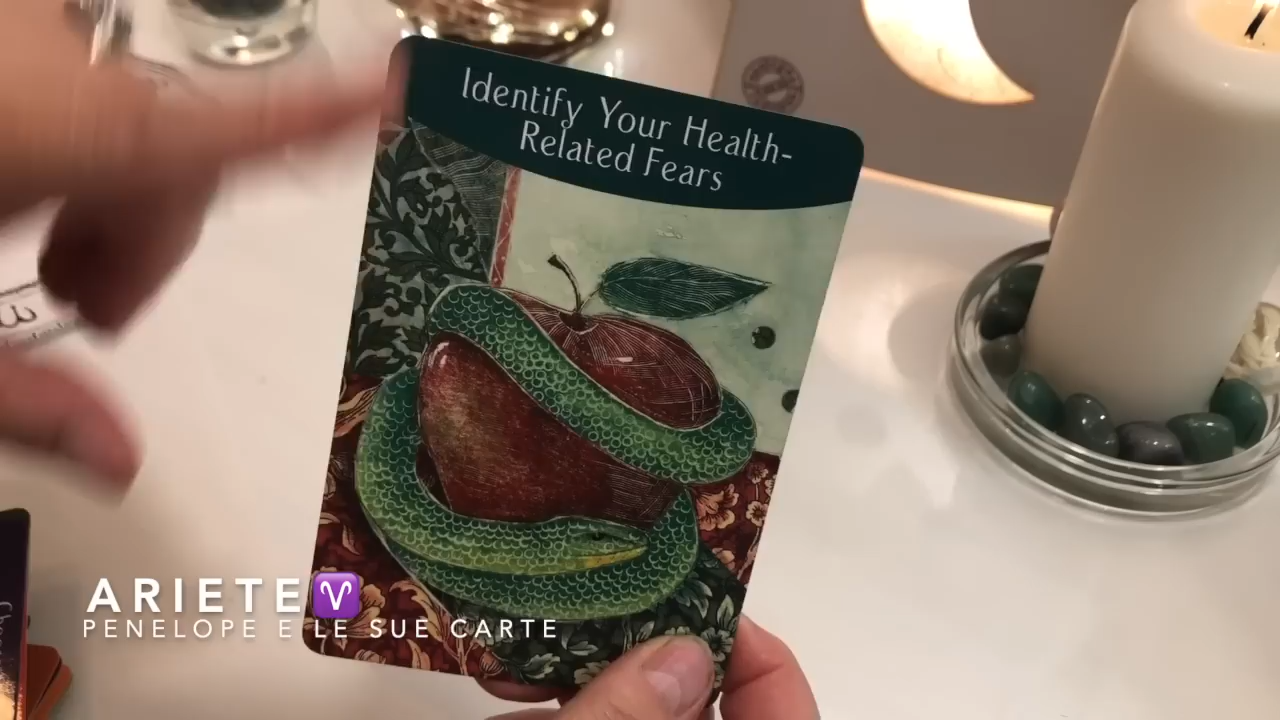 Identify Your Health-
Related Fears
ARIETE♈
PENELOPE E LE SUE CARTE